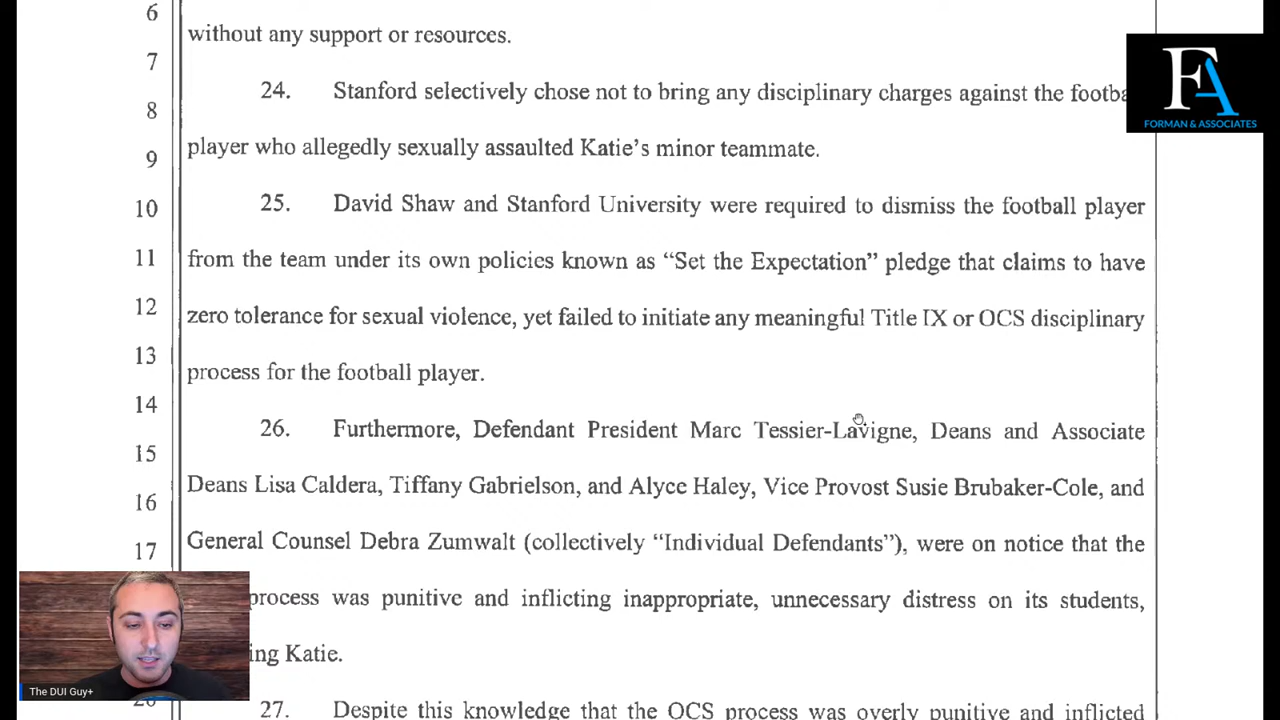 6
without any support or resources.
7
24. Stanford selectively chose not to bring any disciplinary charges against the
8
FA
FORMAN & ASSOCIATES
player who allegedly sexually assaulted Katie's minor teammate.
9
25. David Shaw and Stanford University were required to dismiss the football player
10
from the team under its own policies known as “Set the Expectation” pledge that claims to have
11
zero tolerance for sexual violence, yet failed to initiate any meaningful Title IX or OCS disciplinary
12
process for the football player.
13
14
26. Furthermore, Defendant President Marc Tessier-Lavigne, Deans and Associate
15
Deans Lisa Caldera, Tiffany Gabrielson, and Alyce Haley, Vice Provost Susie Brubaker-Cole, and
16
General Counsel Debra Zumwalt (collectively “Individual Defendants”), were on notice that the
17
process was punitive and inflicting inappropriate, unnecessary distress on its students,
Katie.
The DUI Guy+
27. Despite this knowledge that the OCS process was overly punitive and inflicted